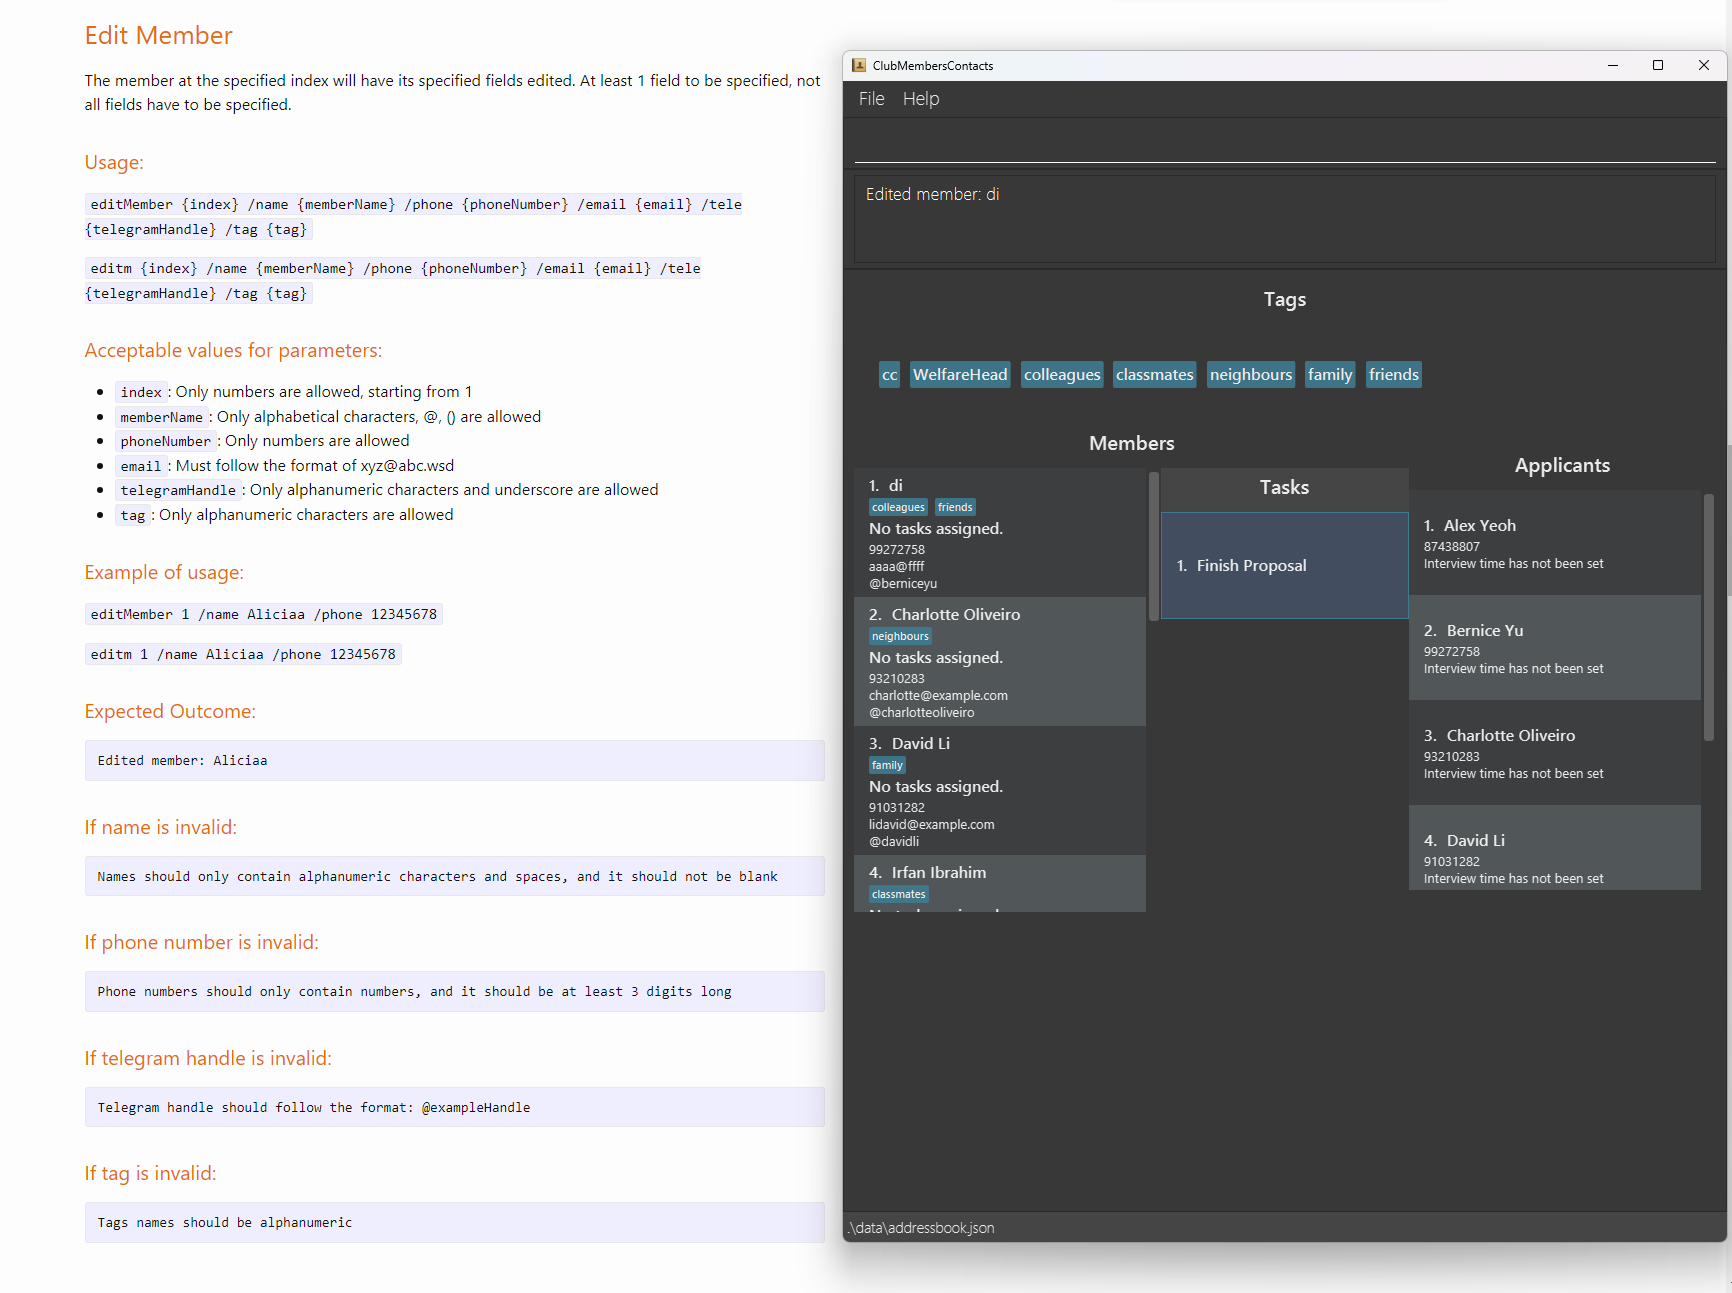 Edit Member
The member at the specified index will have its specified fields edited. At least 1 field to be specified, not
all fields have to be specified.
Usage:
editMember {index} /name {memberName} /phone {phoneNumber} /email {email} /tele
{telegramHandle} /tag {tag}
editm {index} /name {memberName} /phone {phoneNumber} /email {email} /tele
{telegramHandle} /tag {tag}
Acceptable values for parameters:
index : Only numbers are allowed, starting from 1
memberName : Only alphabetical characters, @, () are allowed
phoneNumber : Only numbers are allowed
email : Must follow the format of xyz@abc.wsd
telegramHandle : Only alphanumeric characters and underscore are allowed
tag : Only alphanumeric characters are allowed
Example of usage:
editMember 1 /name Aliciaa /phone 12345678
editm 1 /name Aliciaa /phone 12345678
Expected Outcome:
Edited member: Aliciaa
If name is invalid:
Names should only contain alphanumeric characters and spaces, and it should not be blank
If phone number is invalid:
Phone numbers should only contain numbers, and it should be at least 3 digits long
If telegram handle is invalid:
Telegram handle should follow the format: @exampleHandle
If tag is invalid:
Tags names should be alphanumeric
ClubMembersContacts
File Help
Edited member: di
Tags
cc WelfareHead colleagues classmates neighbours family friends
Members
1. di
colleagues friends
No tasks assigned.
99272758
aaaa@ffff
@berniceyu
2. Charlotte Oliveiro
neighbours
No tasks assigned.
93210283
charlotte@example.com
@charlotteoliveiro
3. David Li
family
No tasks assigned.
91031282
lidavid@example.com
@davidli
4. Irfan Ibrahim
classmates
Tasks
1. Finish Proposal
Applicants
1. Alex Yeoh
87438807
Interview time has not been set
2. Bernice Yu
99272758
Interview time has not been set
3. Charlotte Oliveiro
93210283
Interview time has not been set
4. David Li
91031282
Interview time has not been set
.\data\addressbook.json